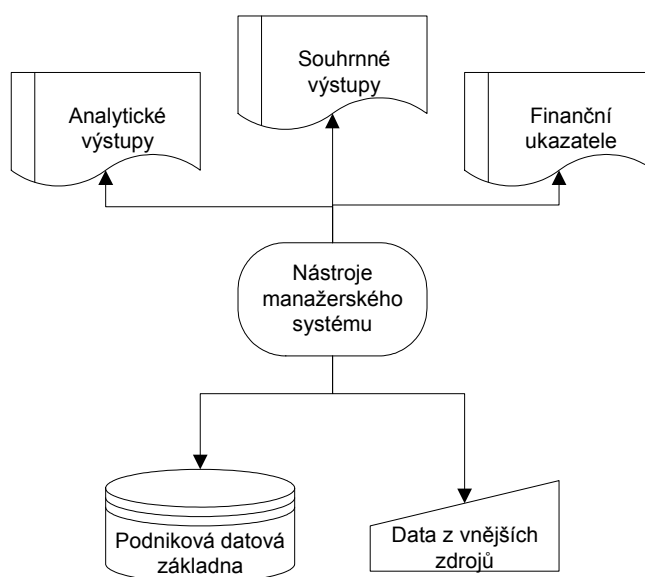 Souhrnné
výstupy
Analytické
výstupy
Finanční
ukazatele
Nástroje
manažerského
systému
Podniková datová
základna
Data z vnějších
zdrojů